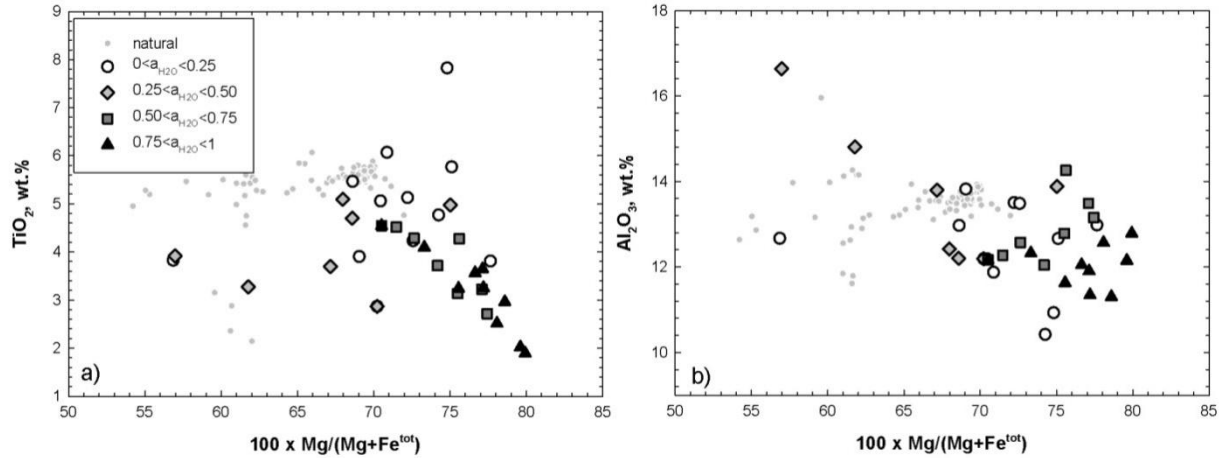 9
8
7
6
5
4
3
2
1
TiO2, wt.%
natural
0<aH2O<0.25
0.25<aH2O<0.50
0.50<aH2O<0.75
0.75<aH2O<1
a)
50 55 60 65 70 75 80 85
100 x Mg/(Mg+Fetot)
18
16
14
12
10
Al2O3, wt.%
b)
50 55 60 65 70 75 80 85
100 x Mg/(Mg+Fetot)